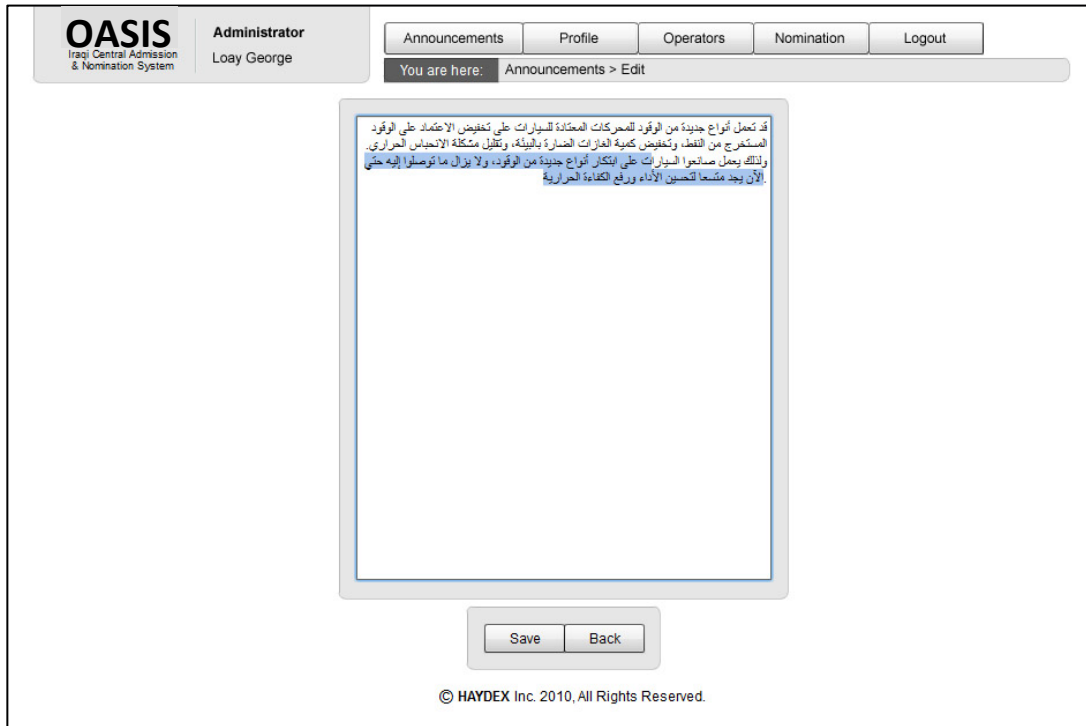 OASIS
Iraqi Central Admission
& Nomination System
Administrator
Loay George
Announcements
Profile
Operators
Nomination
Logout
You are here:
Announcements > Edit
قد تعمل أنواع جديدة من الوقود للمحركات المعتادة للسيارات على تخفيض الاعتماد على الوقود
المستخرج من النفط، وتخفيض كمية الغازات الضارة بالبيئة، وتقليل مشكلة الانحباس الحراري.
ولذلك يعمل صانعوا السيارات على ابتكار أنواع جديدة من الوقود، ولا يزال ما توصلوا إليه حتي
.الآن يجد متسعا لتحسين الأداء ورفع الكفاءة الحرارية
Save
Back
© HAYDEX Inc. 2010, All Rights Reserved.